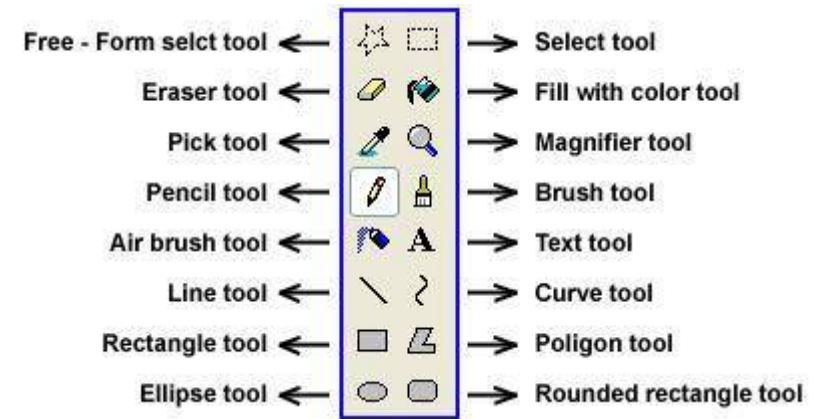 Free - Form selct tool Select tool
Eraser tool Fill with color tool
Pick tool Magnifier tool
Pencil tool Brush tool
Air brush tool A Text tool
Line tool Curve tool
Rectangle tool Poligon tool
Ellipse tool Rounded rectangle tool